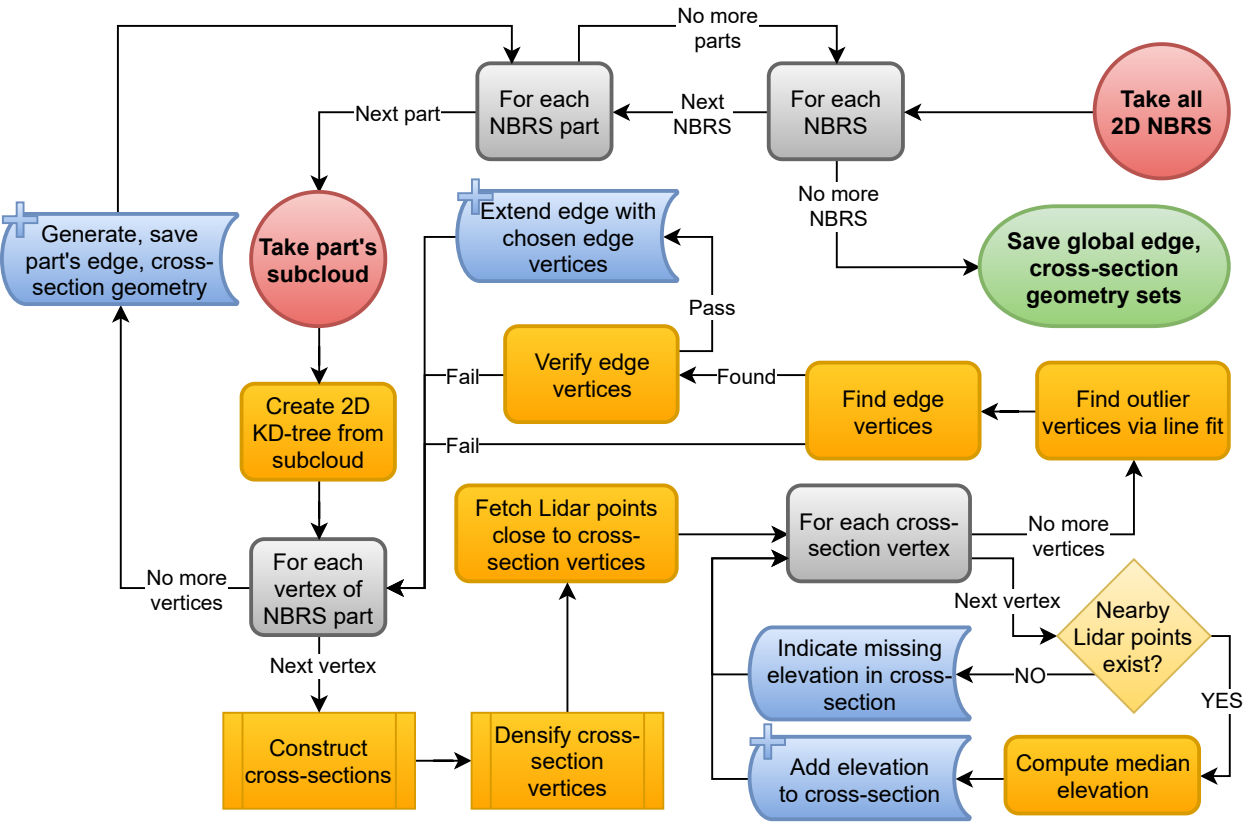 No more
parts
For each
NBRS part
Next
NBRS
For each
NBRS
Take all
2D NBRS
Next part
No more
NBRS
Generate, save
part's edge, cross-
section geometry
Take part's
subcloud
Extend edge with
chosen edge
vertices
Save global edge,
cross-section
geometry sets
Pass
Verify edge
vertices
Fail
Found
Find edge
vertices
Find outlier
vertices via line fit
Create 2D
KD-tree from
subcloud
Fail
Fetch Lidar points
close to cross-
section vertices
For each cross-
section vertex
No more
vertices
No more
vertices
For each
vertex of
NBRS part
Next vertex
Nearby
Lidar points
exist?
Next vertex
Indicate missing
elevation in cross-
section
NO
YES
Construct
cross-sections
Densify cross-
section
vertices
Add elevation
to cross-section
Compute median
elevation